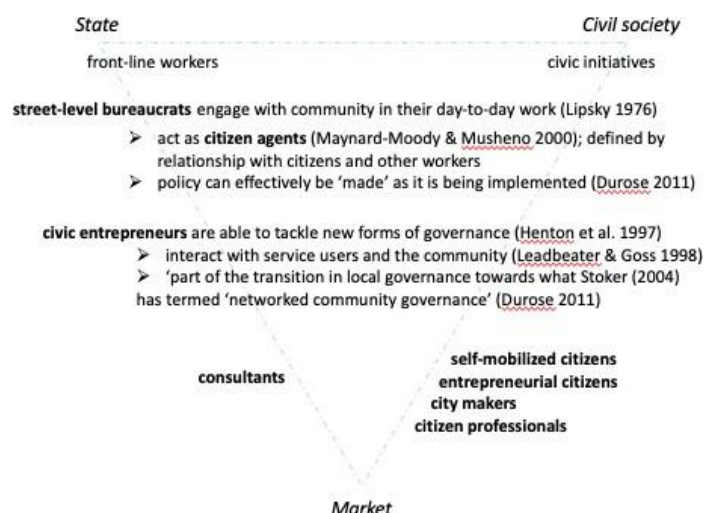 State Civil society
front-line workers civic initiatives
street-level bureaucrats engage with community in their day-to-day work (Lipsky 1976)
➤ act as citizen agents (Maynard-Moody & Musheno 2000); defined by
relationship with citizens and other workers
➤ policy can effectively be ‘made’ as it is being implemented (Durose 2011)
civic entrepreneurs are able to tackle new forms of governance (Henton et al. 1997)
➤ interact with service users and the community (Leadbeater & Goss 1998)
➤ ‘part of the transition in local governance towards what Stoker (2004)
has termed ‘networked community governance’ (Durose 2011)
self-mobilized citizens
consultants entrepreneurial citizens
city makers
citizen professionals
Market